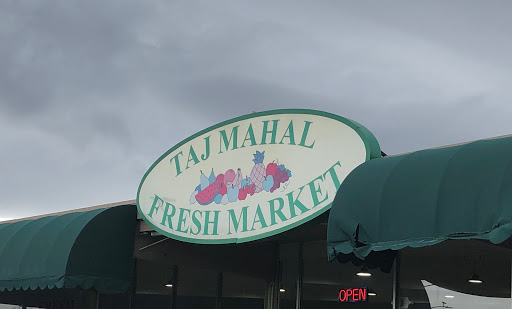 TAJ MAHAL
FRESH MARKET
OPEN